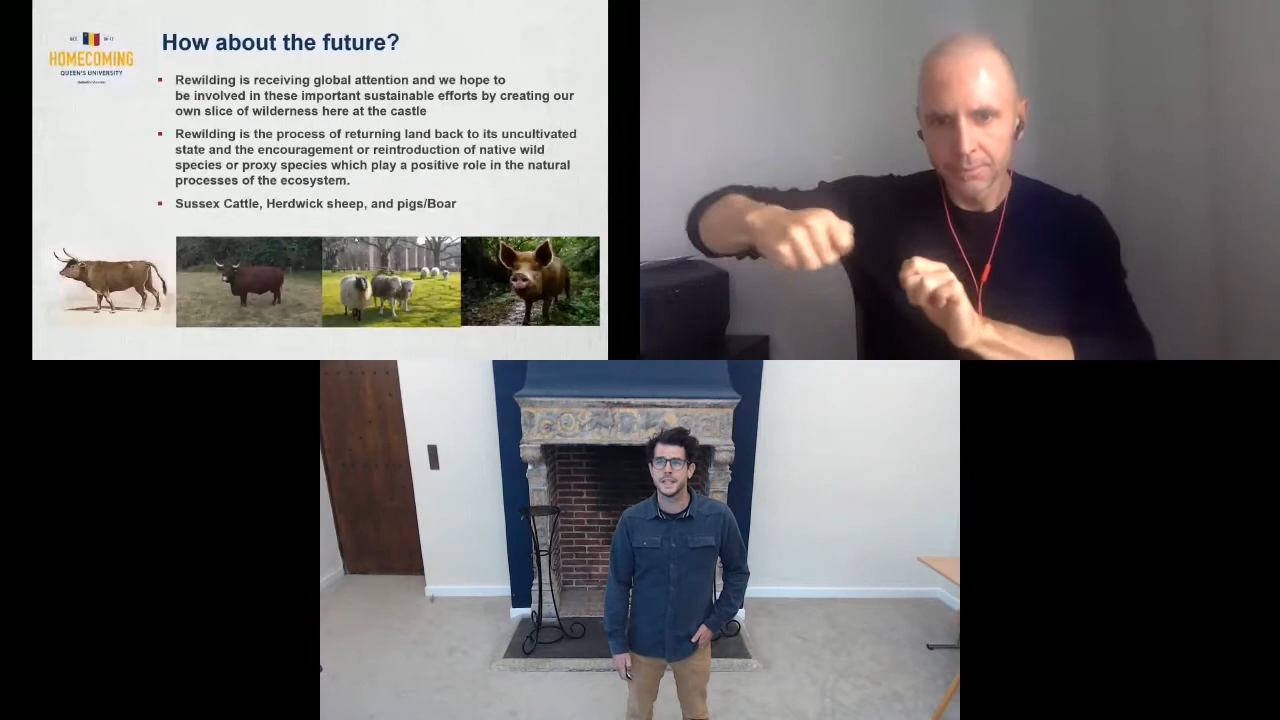 HOMECOMING
QUEEN'S UNIVERSITY
How about the future?
Rewilding is receiving global attention and we hope to
be involved in these important sustainable efforts by creating our
own slice of wilderness here at the castle
Rewilding is the process of returning land back to its uncultivated
state and the encouragement or reintroduction of native wild
species or proxy species which play a positive role in the natural
processes of the ecosystem.
Sussex Cattle, Herdwick sheep, and pigs/Boar